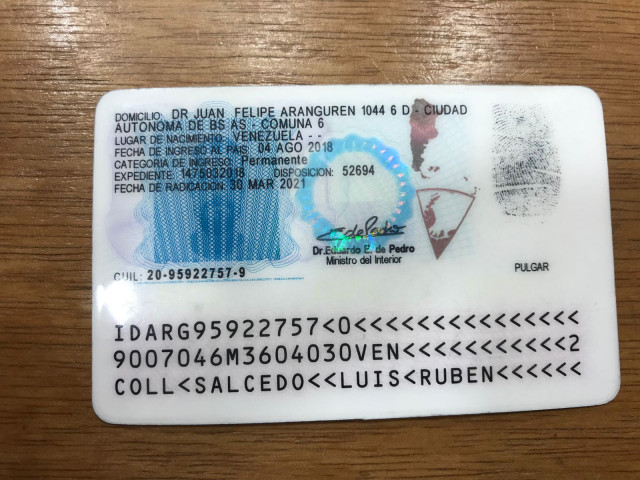 DOMICILIO: DR JUAN FELIPE ARANGUREN 1044 6 D - CIUDAD
AUTONOMA DE BS AS - COMUNA 6
LUGAR DE NACIMIENTO: VENEZUELA - -
FECHA DE INGRESO AL PAIS: 04 AGO 2018
CATEGORIA DE INGRESO: Permanente
EXPEDIENTE: 1475032018 DISPOSICION: 52694
FECHA DE RADICACION: 30 MAR 2021
EdePedro
Dr. Eduardo E. de Pedro
Ministro del Interior
CUIL: 20-95922757-9
PULGAR
IDARG95922757<0<<<<<<<<<<<<<<<
9007046M3604030VEN<<<<<<<<<<<2
COLL<SALCEDO<<LUIS<RUBEN<<<<<<